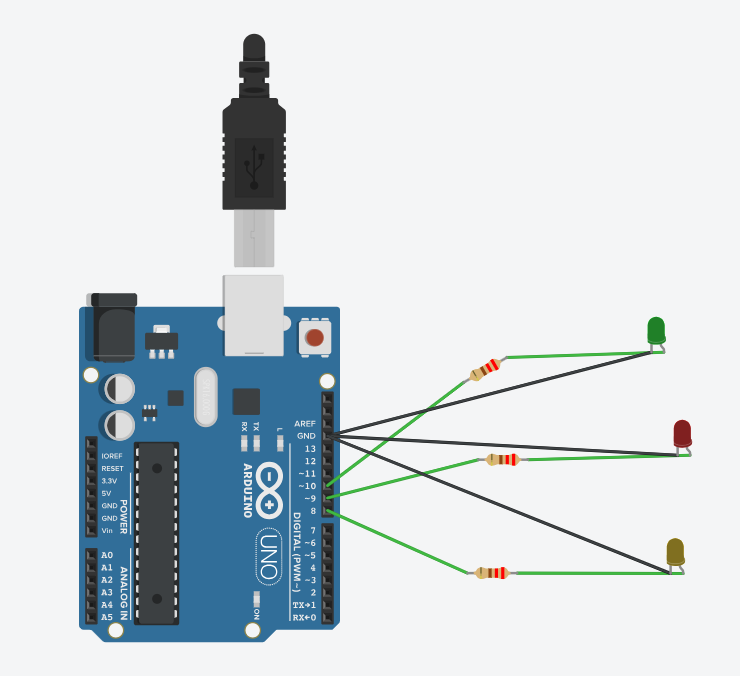 AREF
GND
13
12
~11
~10
~9
8
7
~6
~5
4
~3
2
TX→1
RX←0
DIGITAL (PWM~)
IOREF
RESET
3.3V
5V
GND
GND
Vin
POWER
A0
A1
A2
A3
A4
A5
ANALOG IN
RX
TX
L
ARDUINO
UNO
ON